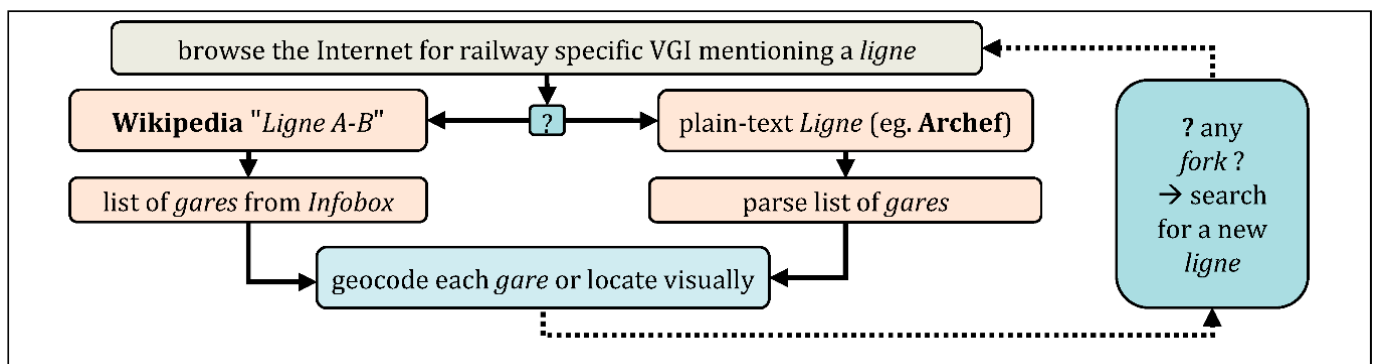 browse the Internet for railway specific VGI mentioning a ligne
Wikipedia "Ligne A-B"
?
plain-text Ligne (eg. Archef)
list of gares from Infobox
parse list of gares
geocode each gare or locate visually
? any
fork ?
→ search
for a new
ligne